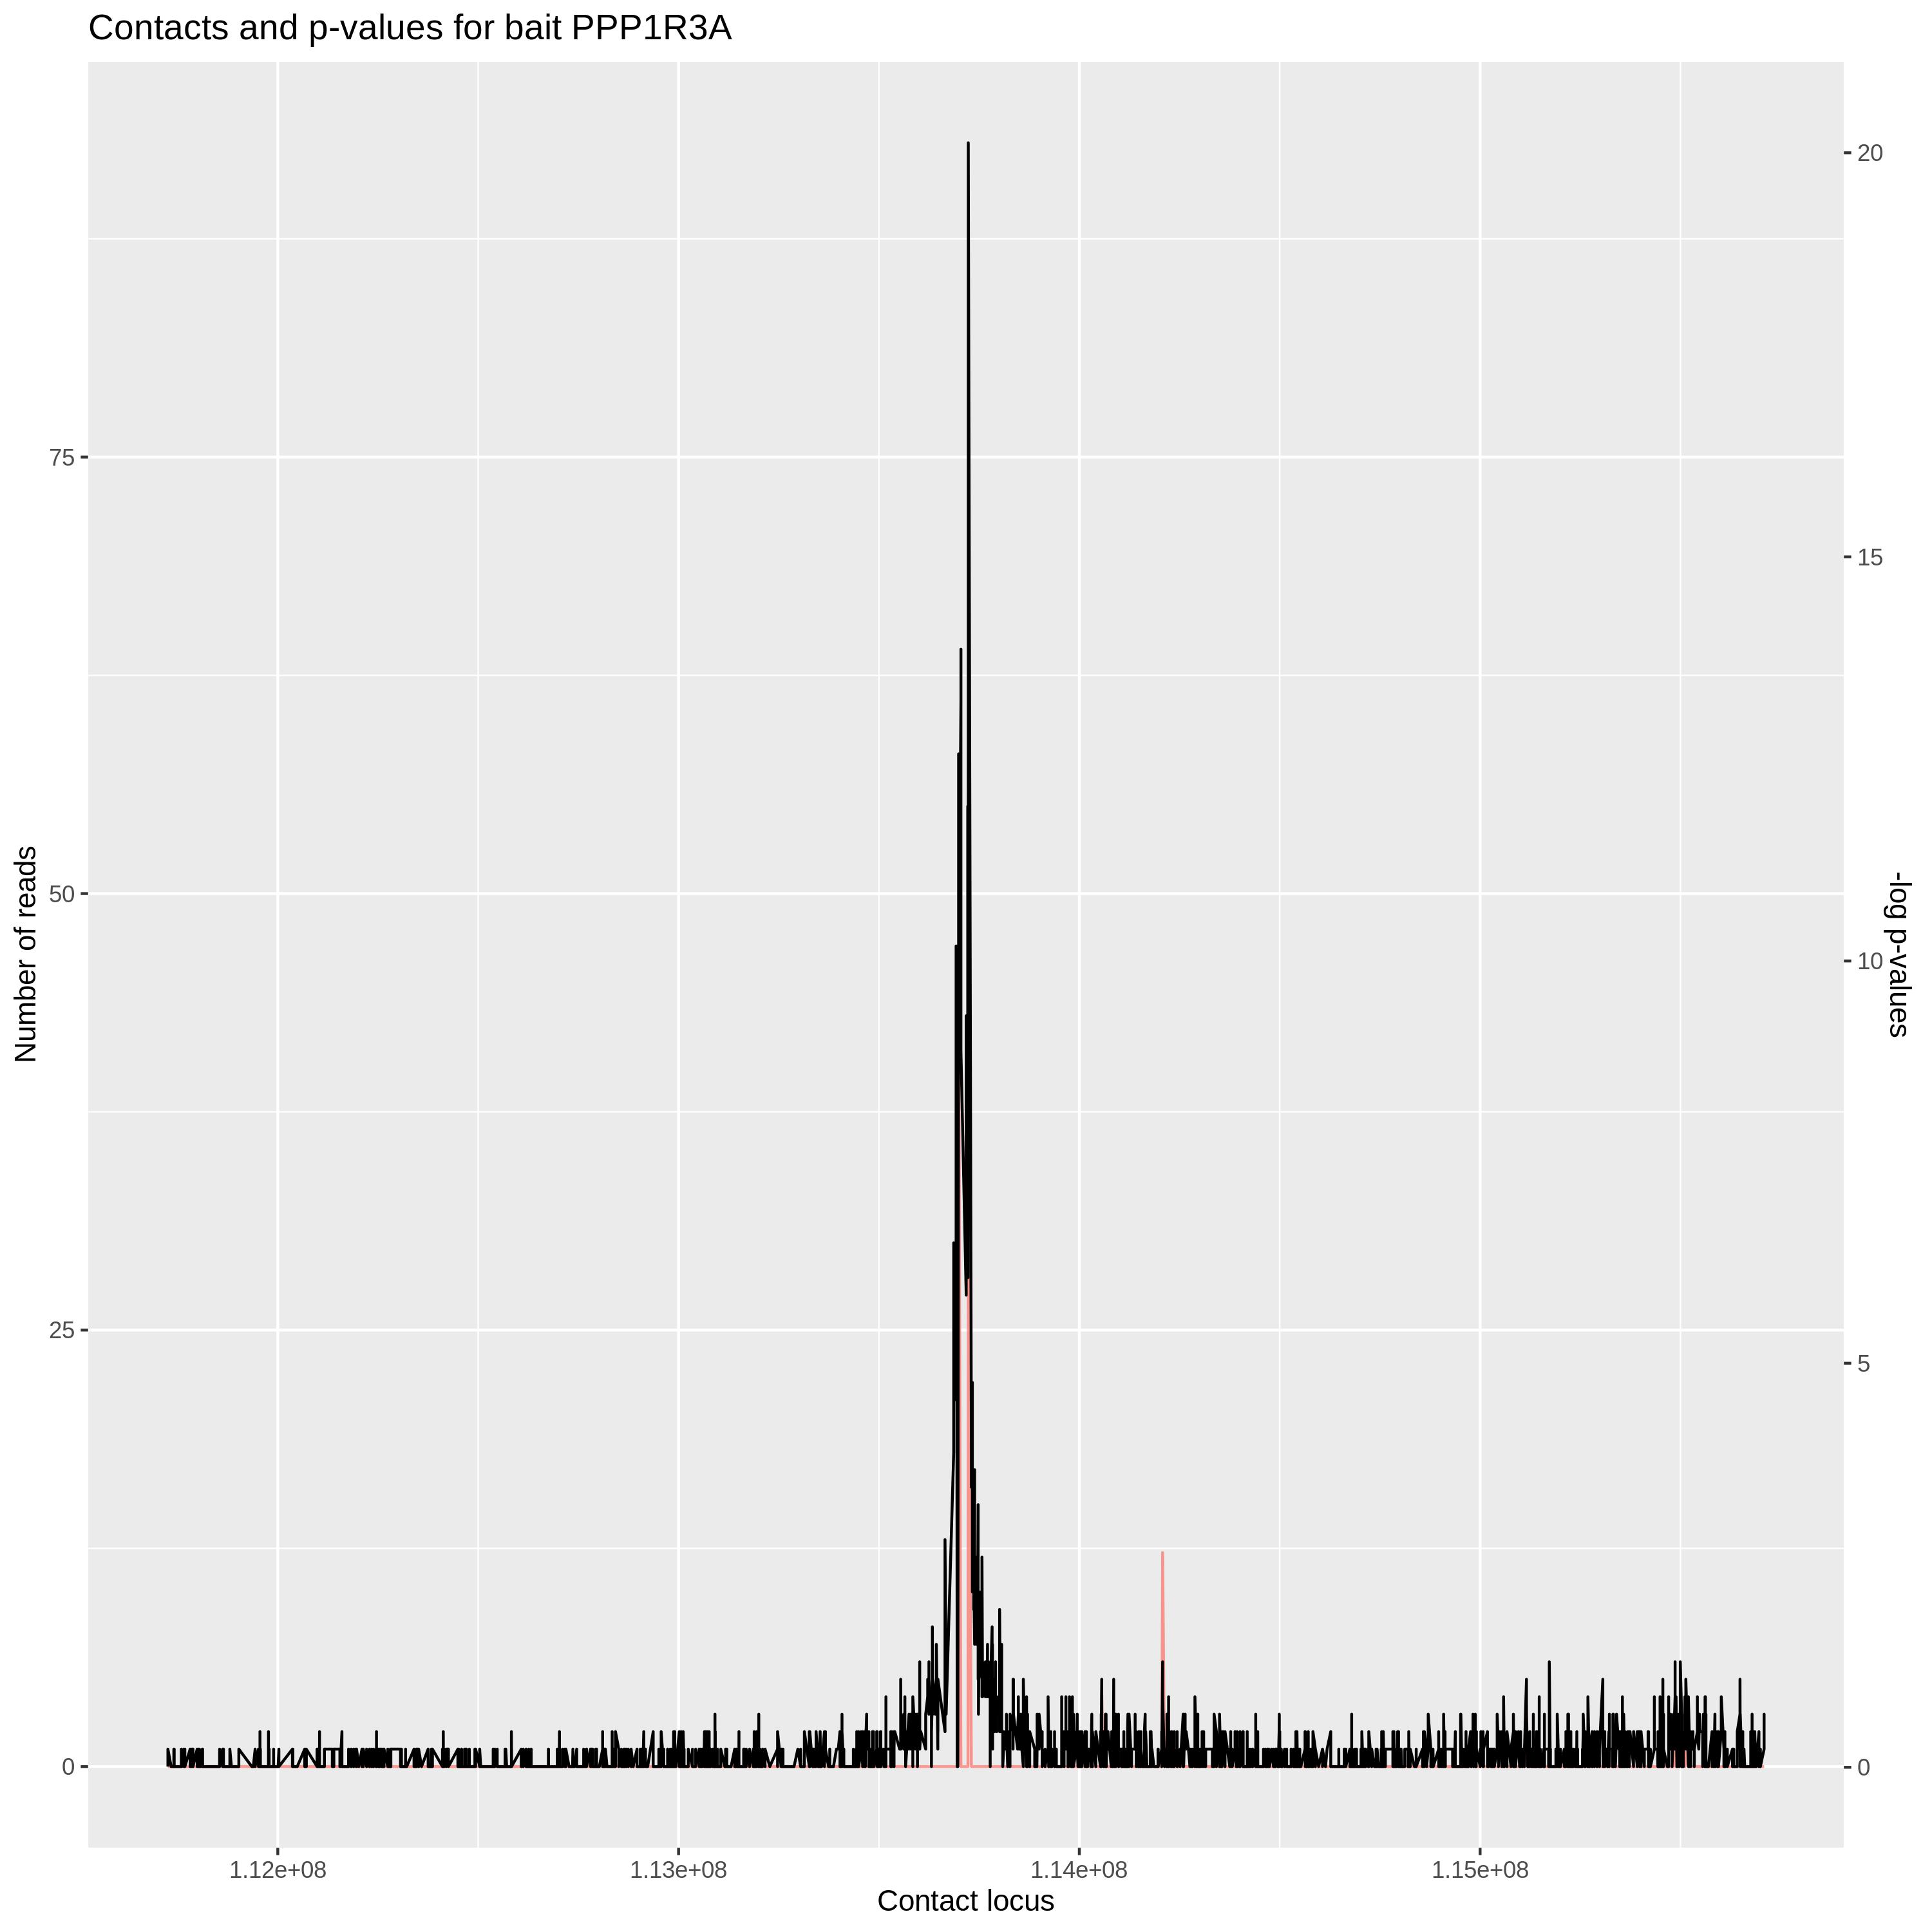 Contacts and p-values for bait PPP1R3A
20
75
15
50
10
25
5
0
0
Number of reads
-log p-values
1.12e+08
1.13e+08
1.14e+08
1.15e+08
Contact locus